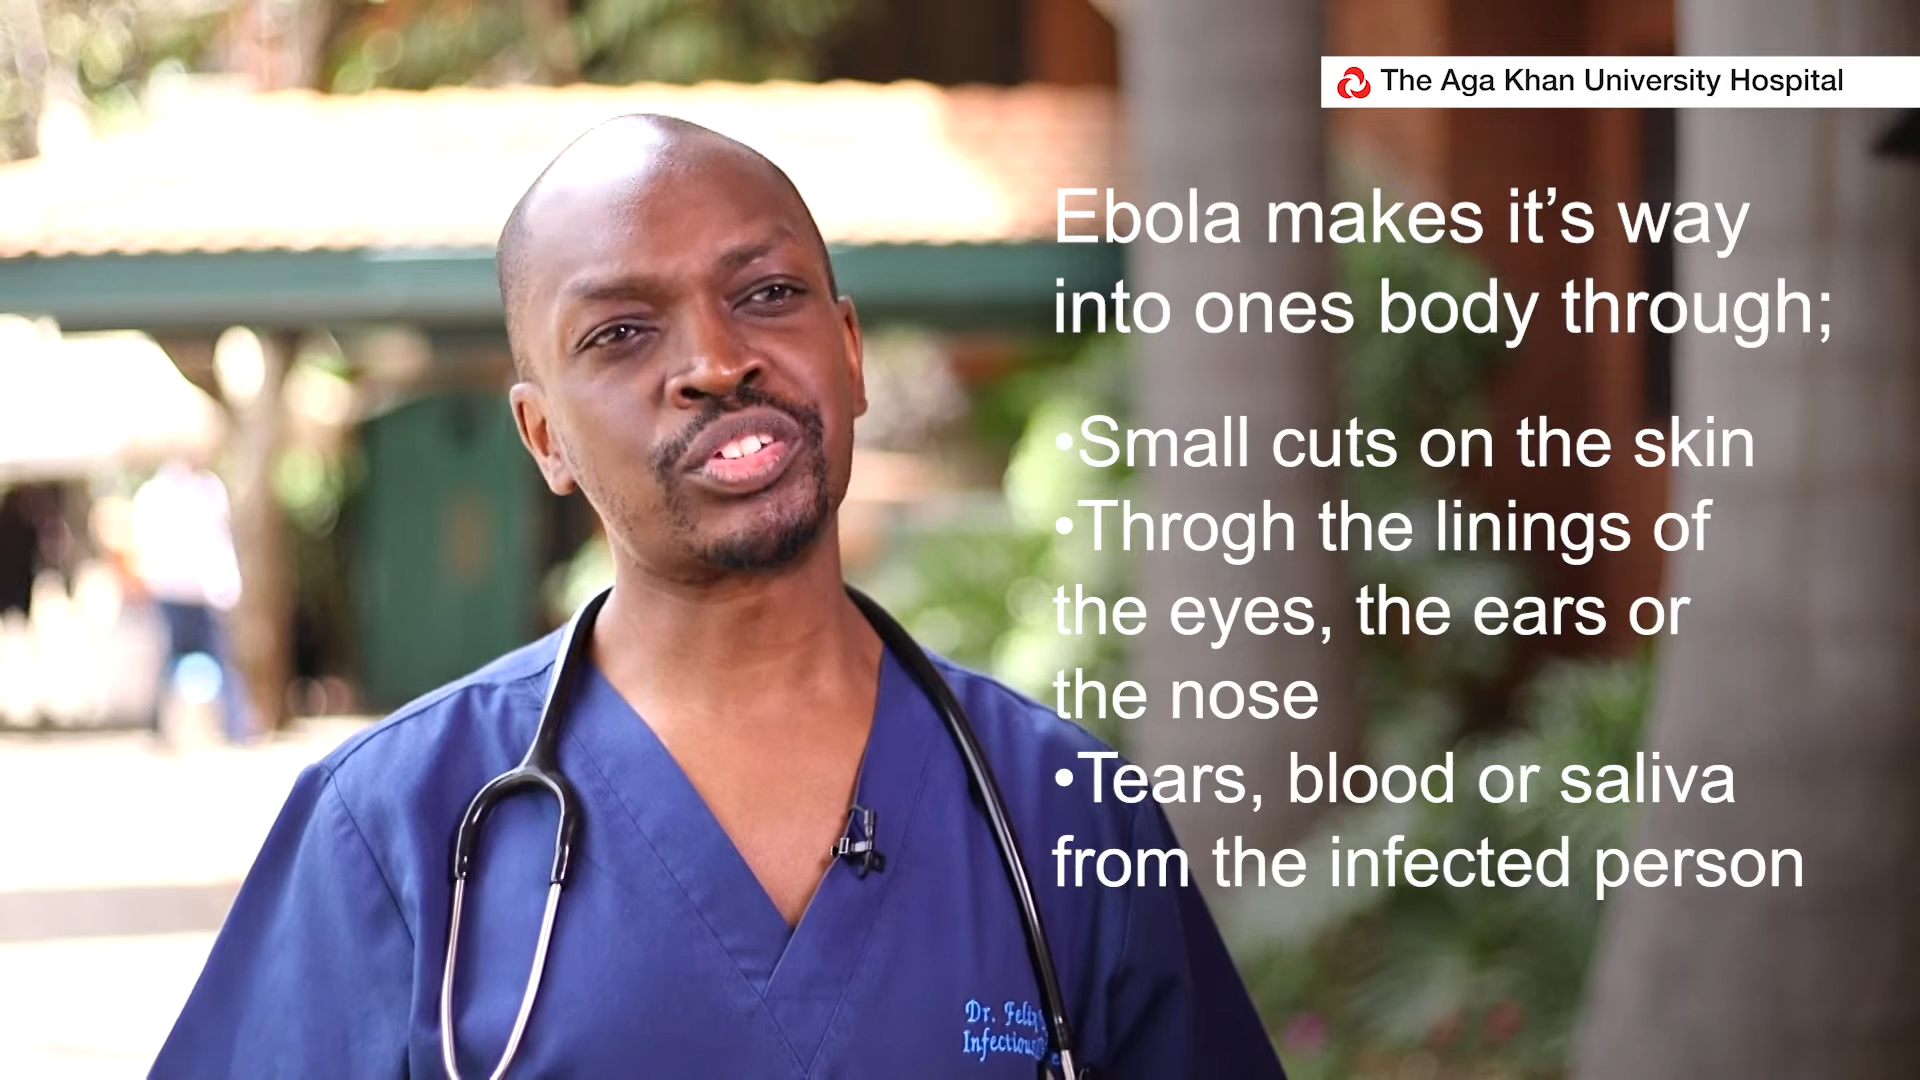 The Aga Khan University Hospital
Ebola makes it’s way
into ones body through;
•Small cuts on the skin
•Throgh the linings of
the eyes, the ears or
the nose
•Tears, blood or saliva
from the infected person
Dr. Felix
Infectious